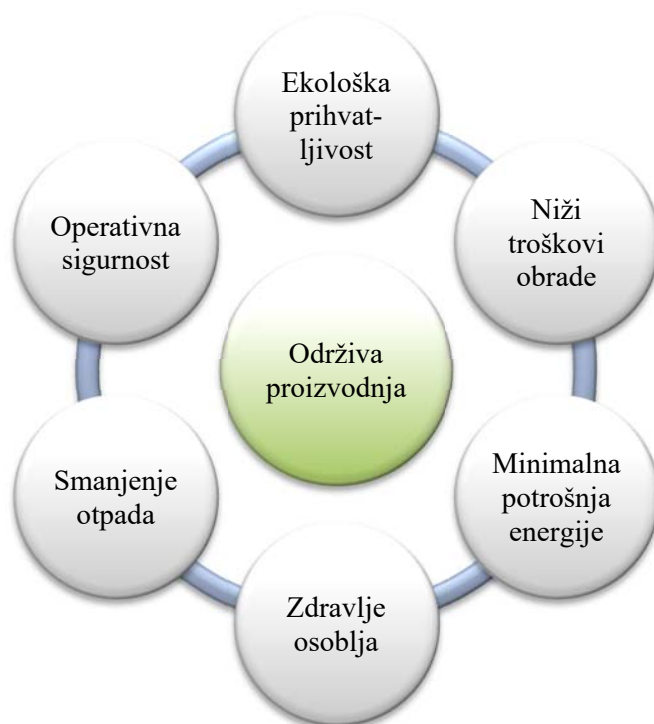 Ekološka
prihvat-
ljivost
Niži
troškovi
obrade
Minimalna
potrošnja
energije
Zdravlje
osoblja
Smanjenje
otpada
Operativna
sigurnost
Održiva
proizvodnja